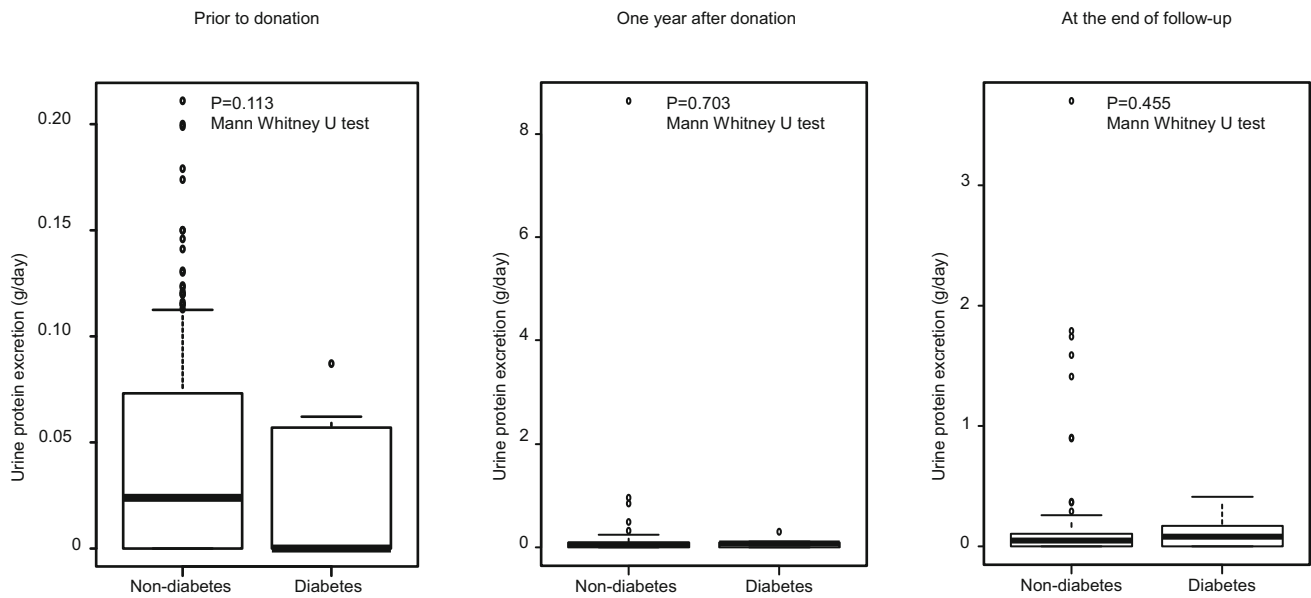 Prior to donation
P=0.113
Mann Whitney U test
Urine protein excretion (g/day)
0.20
0.15
0.10
0.05
0
Non-diabetes
Diabetes
One year after donation
P=0.703
Mann Whitney U test
Urine protein excretion (g/day)
8
6
4
2
0
Non-diabetes
Diabetes
At the end of follow-up
P=0.455
Mann Whitney U test
Urine protein excretion (g/day)
3
2
1
0
Non-diabetes
Diabetes